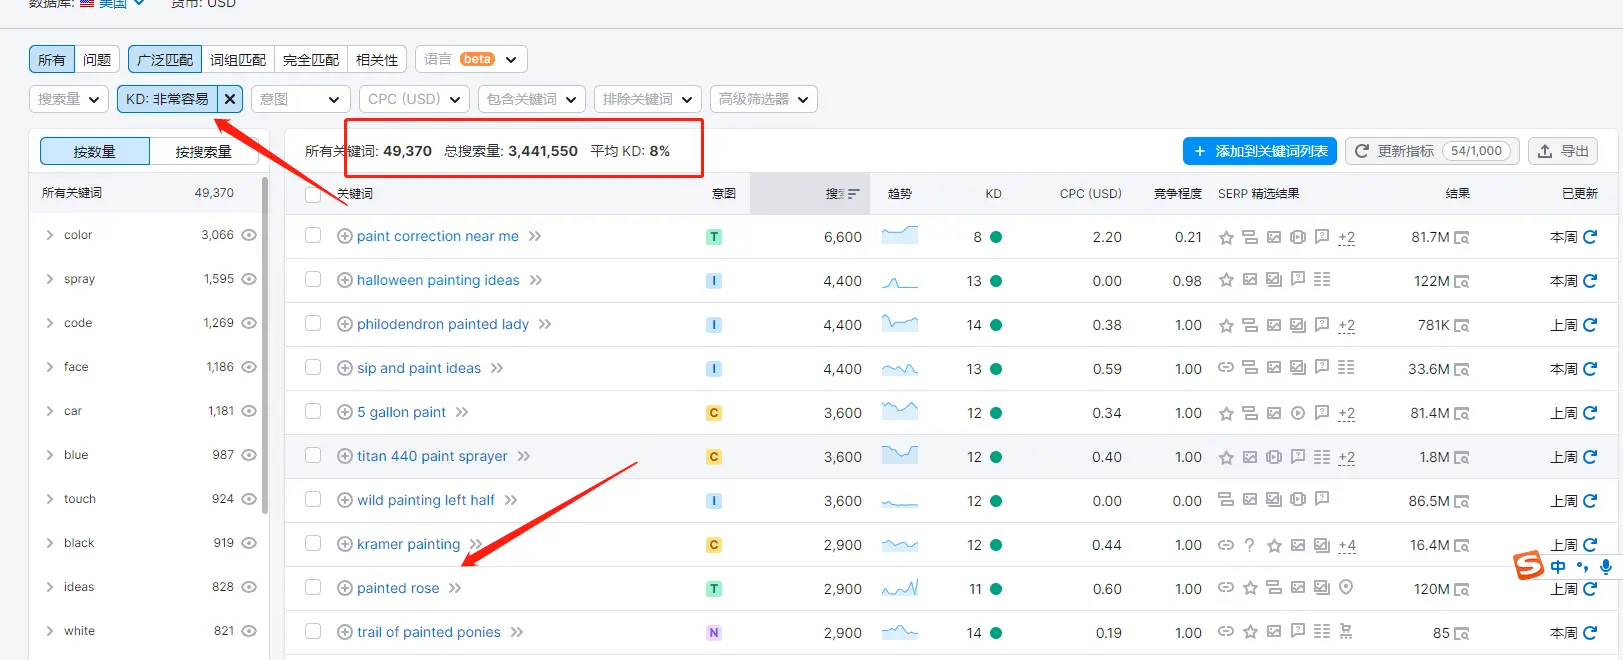 数据库: 美国 货币: USD
所有 问题 广泛匹配 词组匹配 完全匹配 相关性 语言 beta
搜索量 KD: 非常容易 意图 CPC (USD) 包含关键词 排除关键词 高级筛选器
按数量 按搜索量 所有关键词: 49,370 总搜索量: 3,441,550 平均 KD: 8% + 添加到关键词列表 更新指标 54/1,000 导出
所有关键词 49,370 关键词 意图 搜 趋势 KD CPC (USD) 竞争程度 SERP 精选结果 结果 已更新
color 3,066 paint correction near me T 6,600 8 2.20 0.21 +2 81.7M 本周
spray 1,595 halloween painting ideas I 4,400 13 0.00 0.98 122M 本周
code 1,269 philodendron painted lady I 4,400 14 0.38 1.00 +2 781K 上周
face 1,186 sip and paint ideas I 4,400 13 0.59 1.00 33.6M 本周
car 1,181 5 gallon paint C 3,600 12 0.34 1.00 +2 81.4M 上周
blue 987 titan 440 paint sprayer C 3,600 12 0.40 1.00 +2 1.8M 上周
touch 924 wild painting left half I 3,600 12 0.00 0.00 86.5M 上周
black 919 kramer painting C 2,900 12 0.44 1.00 +4 16.4M 上周
S 中
ideas 828 painted rose T 2,900 11 0.60 1.00 120M 上周
white 821 trail of painted ponies N 2,900 14 0.19 1.00 85 本周